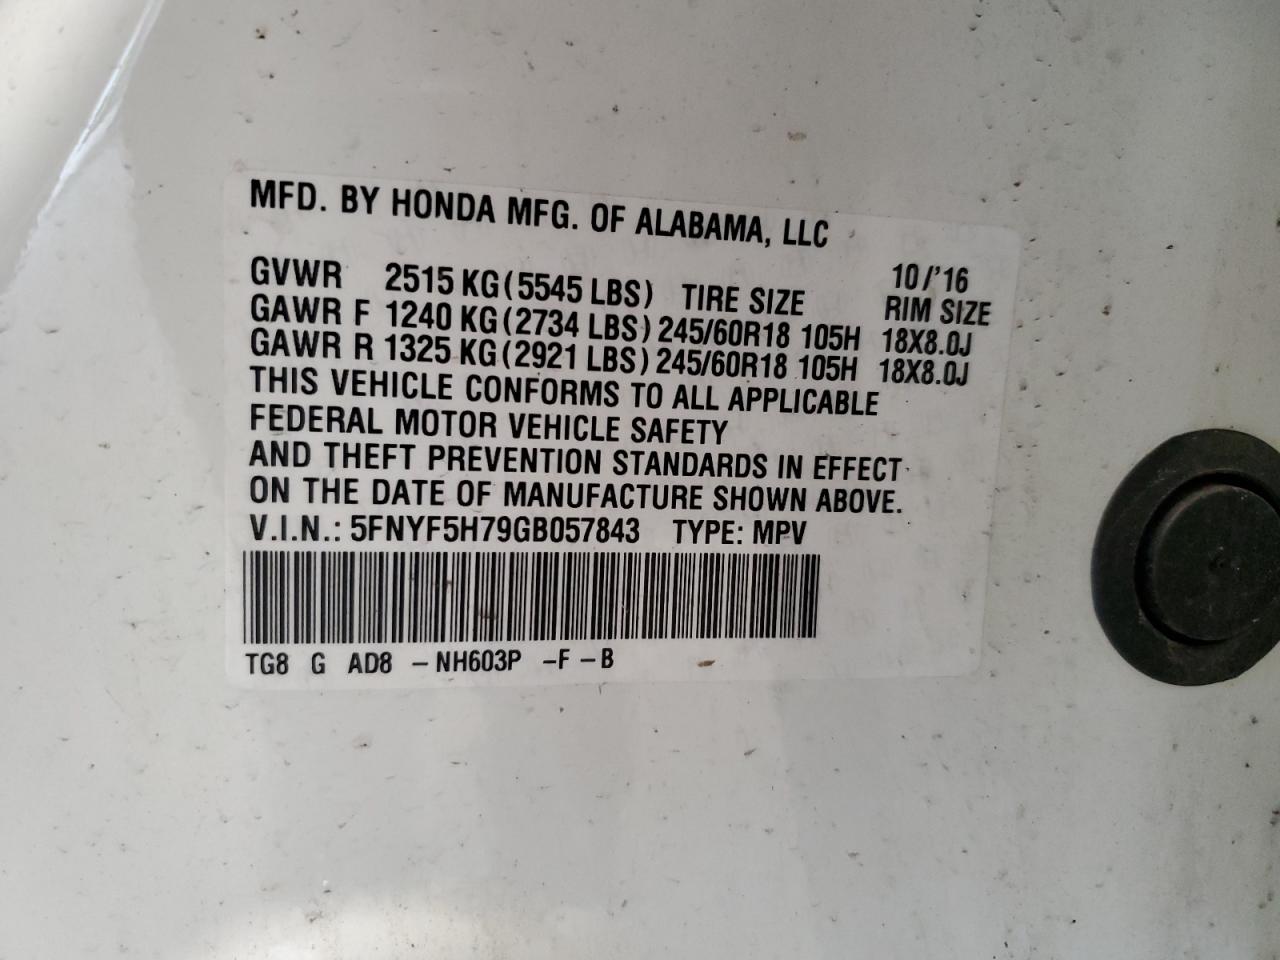 MFD. BY HONDA MFG. OF ALABAMA, LLC
10/'16
GVWR 2515 KG (5545 LBS) TIRE SIZE RIM SIZE
GAWR F 1240 KG (2734 LBS) 245/60R18 105H 18X8.0J
GAWR R 1325 KG (2921 LBS) 245/60R18 105H 18X8.0J
THIS VEHICLE CONFORMS TO ALL APPLICABLE
FEDERAL MOTOR VEHICLE SAFETY
AND THEFT PREVENTION STANDARDS IN EFFECT
ON THE DATE OF MANUFACTURE SHOWN ABOVE.
V.I.N.: 5FNYF5H79GB057843 TYPE: MPV
TG8 G AD8 -NH603P -F -B